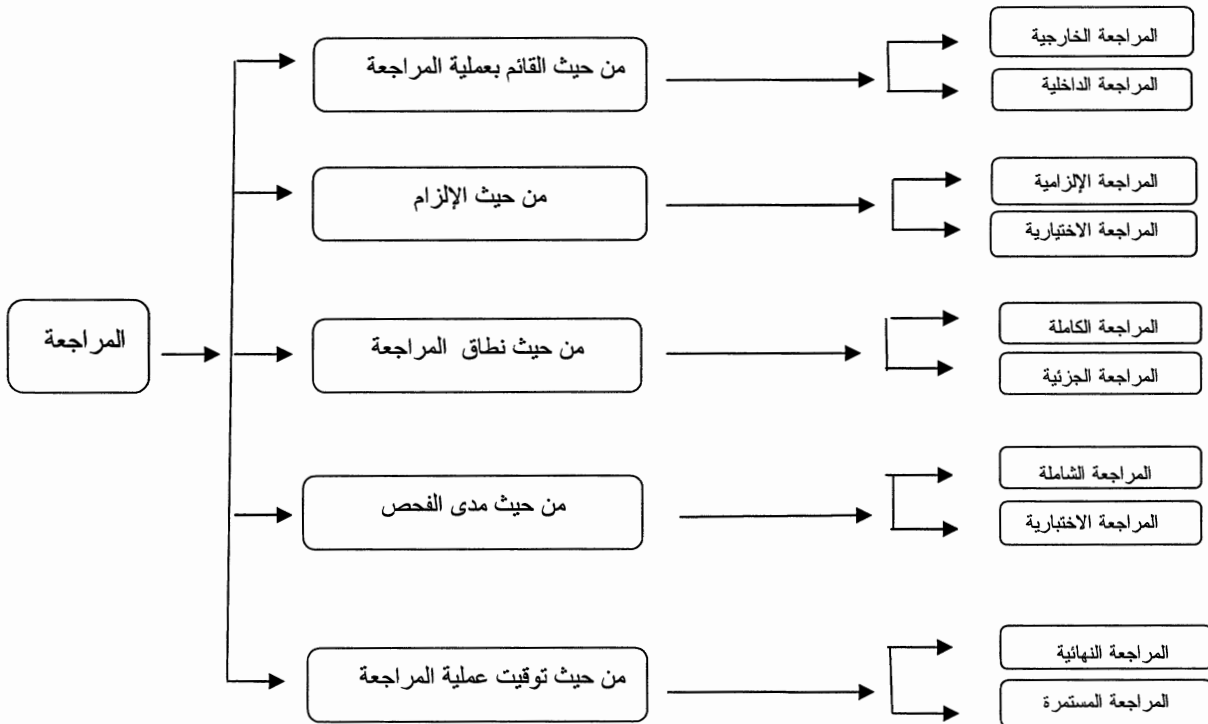 المراجعة
من حيث القائم بعملية المراجعة
المراجعة الخارجية
المراجعة الداخلية
من حيث الإلزام
المراجعة الإلزامية
المراجعة الاختيارية
من حيث نطاق المراجعة
المراجعة الكاملة
المراجعة الجزئية
من حيث مدى الفحص
المراجعة الشاملة
المراجعة الاختبارية
من حيث توقيت عملية المراجعة
المراجعة النهائية
المراجعة المستمرة